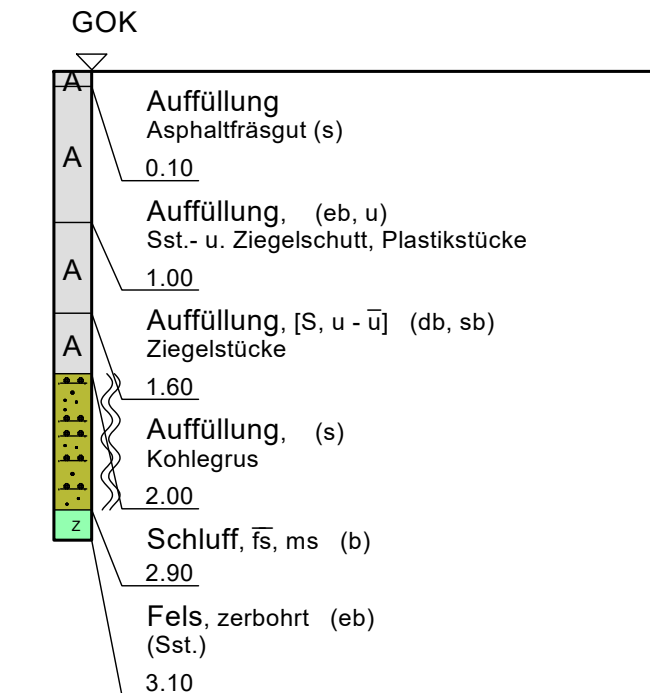 GOK
A
Auffüllung
Asphaltfräsgut (s)
0.10
A
Auffüllung, (eb, u)
Sst.- u. Ziegelschutt, Plastikstücke
1.00
A
Auffüllung, [S, u - u̅] (db, sb)
Ziegelstücke
1.60
A
Auffüllung, (s)
Kohlegrus
2.00
Schluff, f̅s̅, ms (b)
2.90
z
Fels, zerbohrt (eb)
(Sst.)
3.10